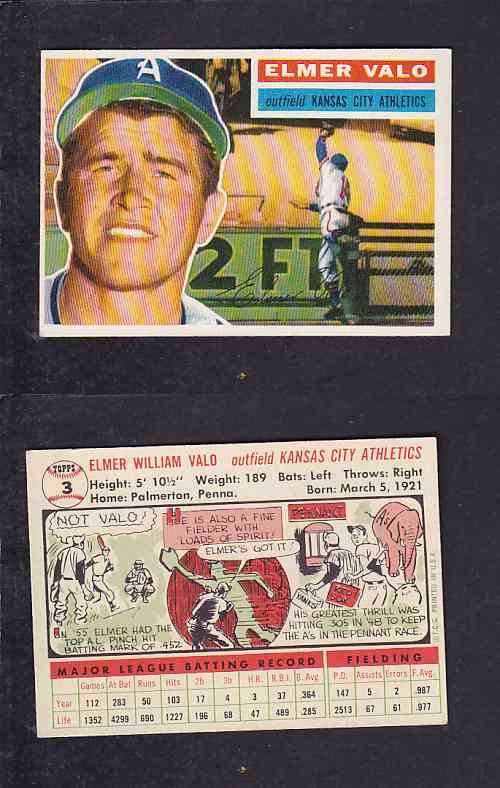 A
ELMER VALO
outfield KANSAS CITY ATHLETICS
2 FT
TOPPS
3
ELMER WILLIAM VALO outfield KANSAS CITY ATHLETICS
Height: 5' 10½" Weight: 189 Bats: Left Throws: Right
Home: Palmerton, Penna. Born: March 5, 1921
NOT VALO!
IN '55 ELMER HAD THE
TOP A.L. PINCH HIT
BATTING MARK OF .452
HE IS ALSO A FINE
FIELDER WITH
LOADS OF SPIRIT!
ELMER'S GOT IT!
PENNANT
A's
HIS GREATEST THRILL WAS
HITTING 305 IN '48 TO KEEP
THE A'S IN THE PENNANT RACE.
©T.C.G. PRINTED IN U.S.A.
MAJOR LEAGUE BATTING RECORD FIELDING
Games At Bat Runs Hits 2b 3b H.R. R.B.I. B. Avg P.O. Assists Errors F. Avg
Year 112 283 50 103 17 4 3 37 .364 147 5 2 .987
Life 1352 4299 690 1227 196 68 47 489 .285 2513 67 61 .977